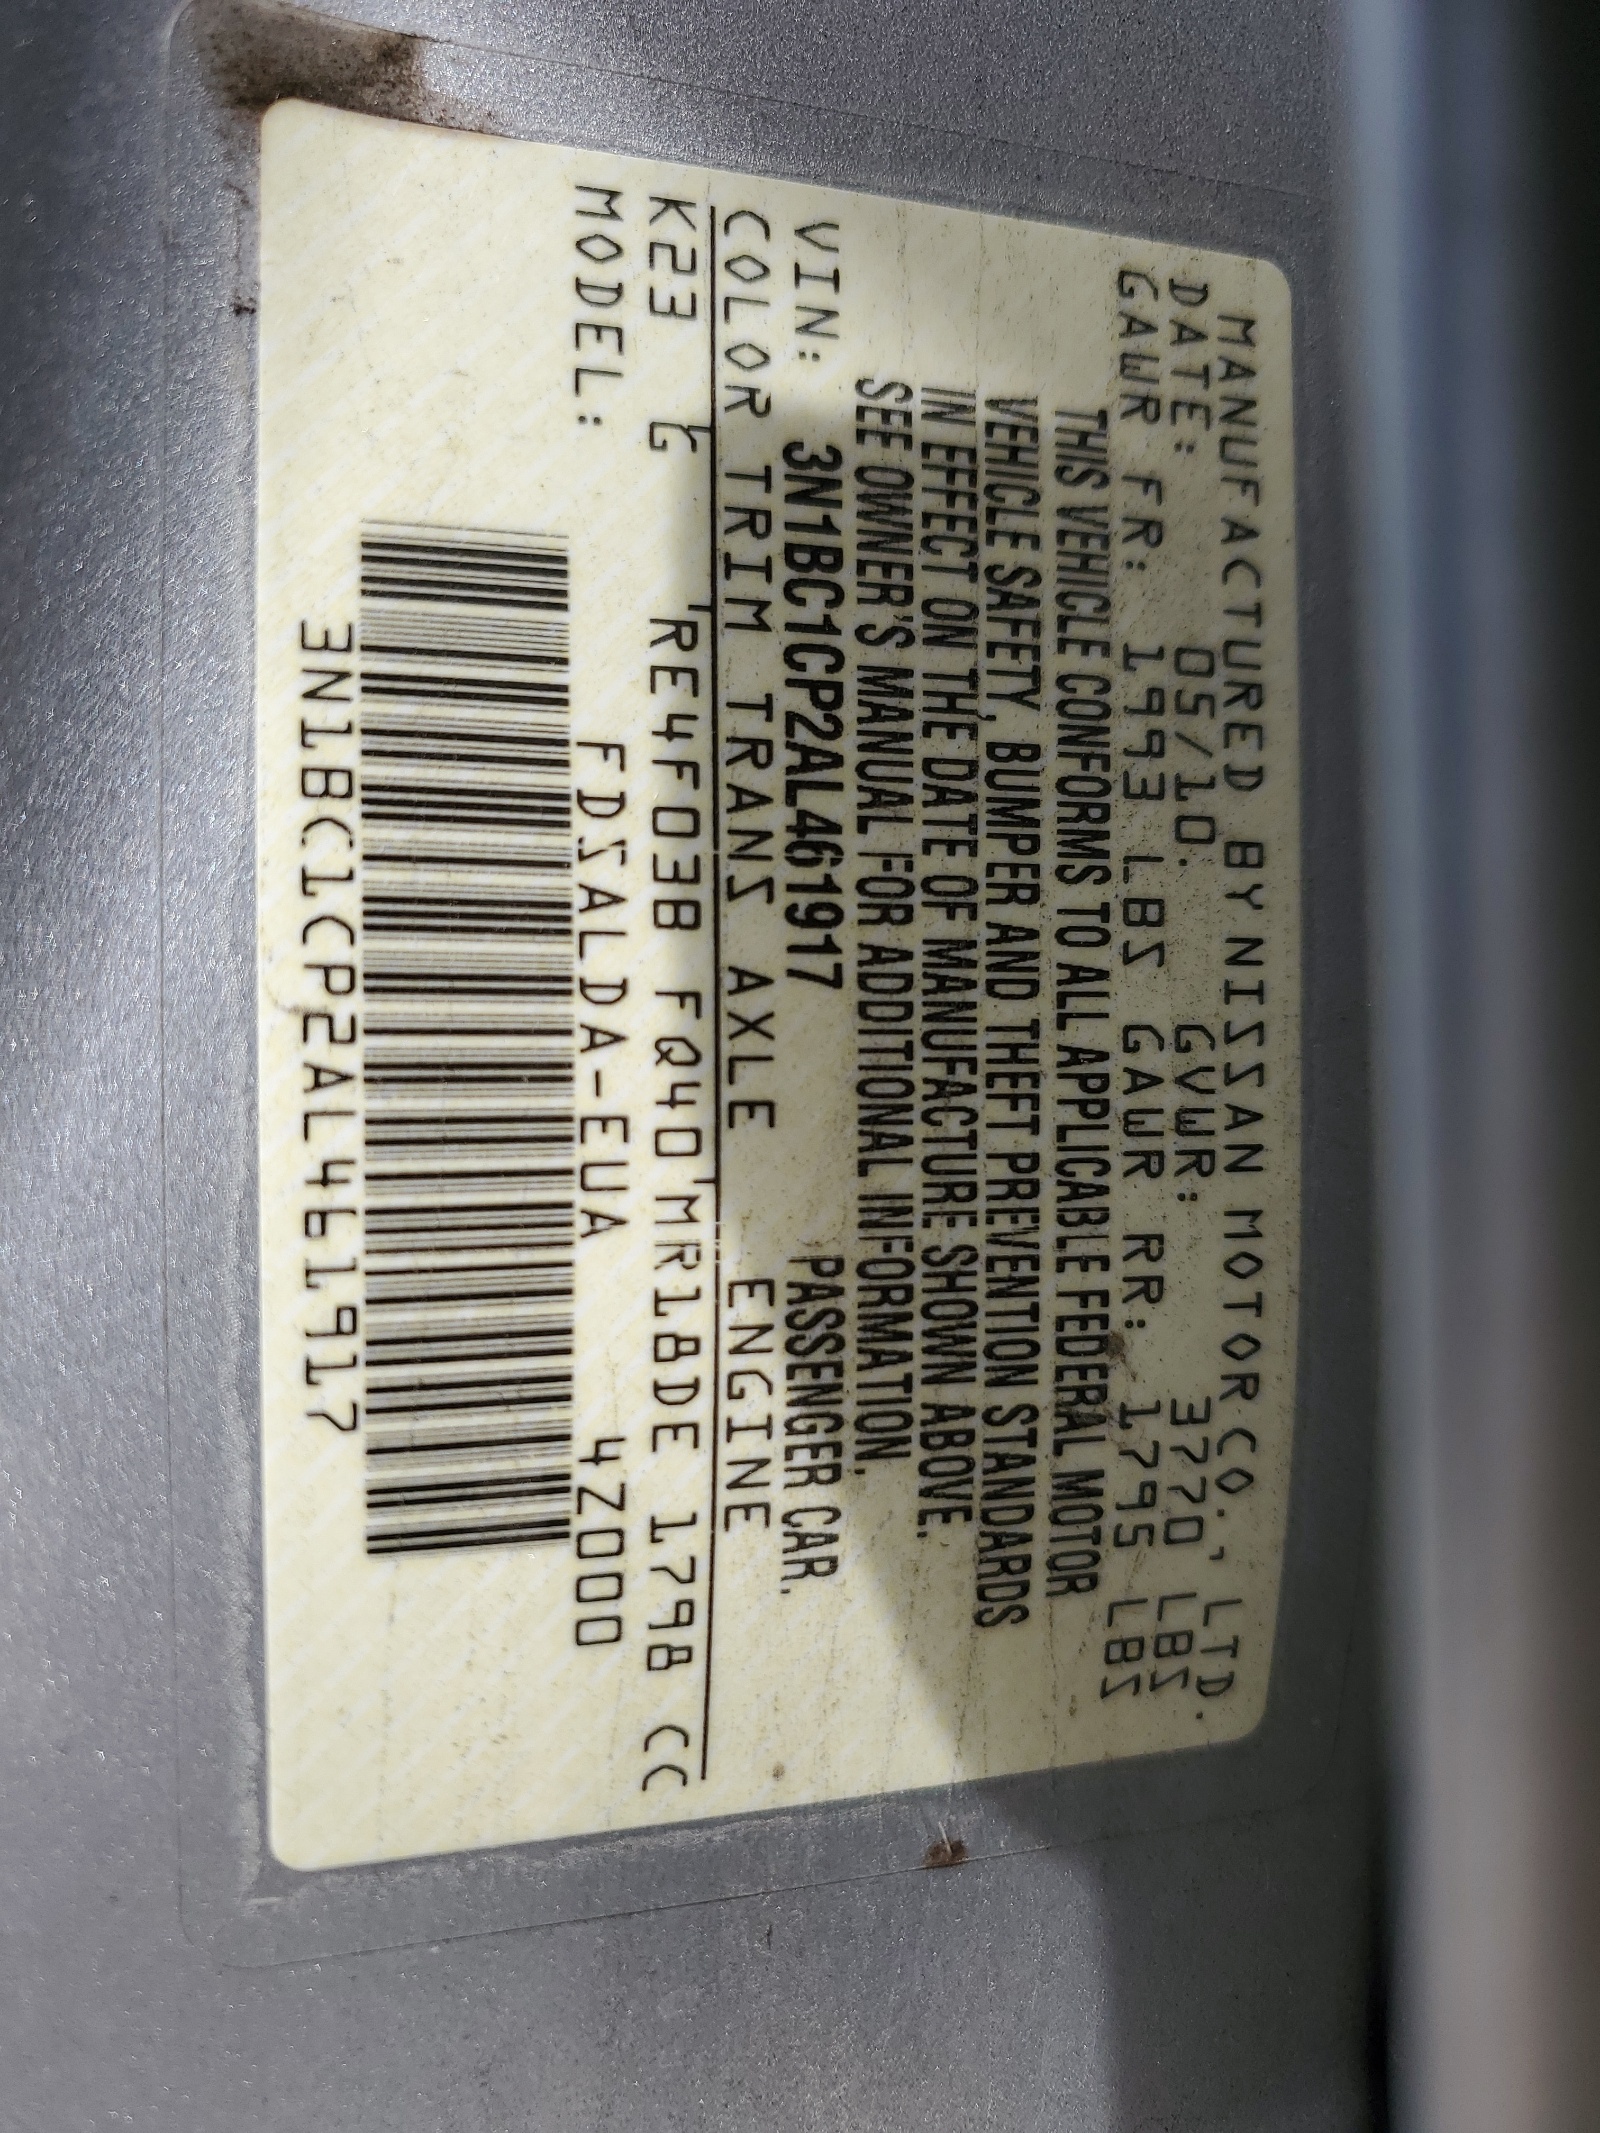 MANUFACTURED BY NISSAN MOTOR CO., LTD.
DATE: 05/10. GVWR: 3770 LBS
GAWR FR: 1993 LBS GAWR RR: 1795 LBS
THIS VEHICLE CONFORMS TO ALL APPLICABLE FEDERAL MOTOR
VEHICLE SAFETY, BUMPER AND THEFT PREVENTION STANDARDS
IN EFFECT ON THE DATE OF MANUFACTURE SHOWN ABOVE.
SEE OWNER'S MANUAL FOR ADDITIONAL INFORMATION.
VIN: 3N1BC1CP2AL461917 PASSENGER CAR.
COLOR TRIM TRANS AXLE ENGINE
K23 G RE4F03B FQ40 MR18DE 1798 CC
MODEL: FDSALDA-EUA 4Z000
3N1BC1CP2AL461917